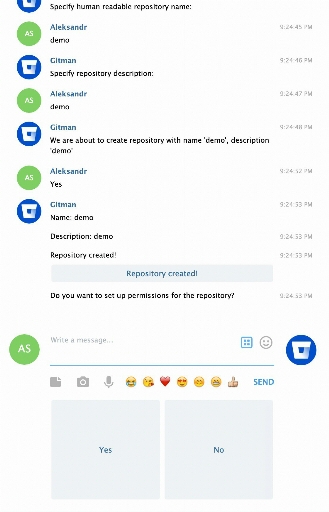 Specify human readable repository name:
Aleksandr 9:24:45 PM
AS
demo
Gitman 9:24:46 PM
Specify repository description:
Aleksandr 9:24:47 PM
AS
demo
Gitman 9:24:48 PM
We are about to create repository with name 'demo', description
'demo'
Aleksandr 9:24:52 PM
AS
Yes
Gitman 9:24:53 PM
Name: demo
Description: demo 9:24:53 PM
Repository created! 9:24:53 PM
Repository created!
Do you want to set up permissions for the repository? 9:24:53 PM
AS
Write a message...
SEND
Yes No